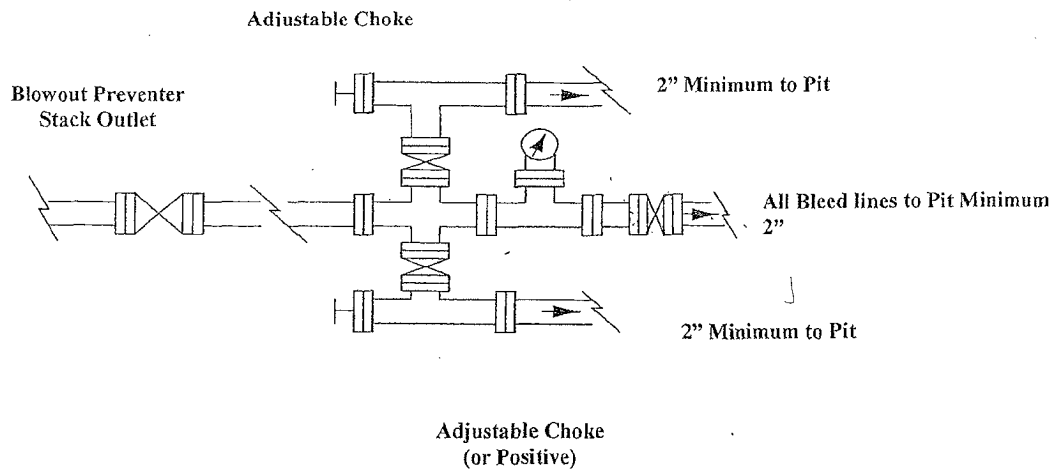 Adjustable Choke
Blowout Preventer
Stack Outlet
2” Minimum to Pit
All Bleed lines to Pit Minimum
2”
2” Minimum to Pit
Adjustable Choke
(or Positive)